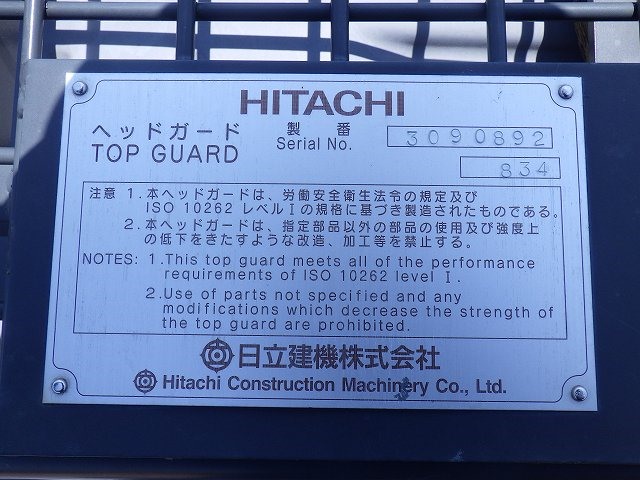 HITACHI
ヘッドガード 製番 3090892
TOP GUARD Serial No.
834
注意 1. 本ヘッドガードは、労働安全衛生法令の規定及び
ISO 10262 レベルⅠの規格に基づき製造されたものである。
2. 本ヘッドガードは、指定部品以外の部品の使用及び強度上
の低下をきたすような改造、加工等を禁止する。
NOTES: 1. This top guard meets all of the performance
requirements of ISO 10262 level Ⅰ.
2. Use of parts not specified and any
modifications which decrease the strength of
the top guard are prohibited.
日立建機株式会社
Hitachi Construction Machinery Co., Ltd.